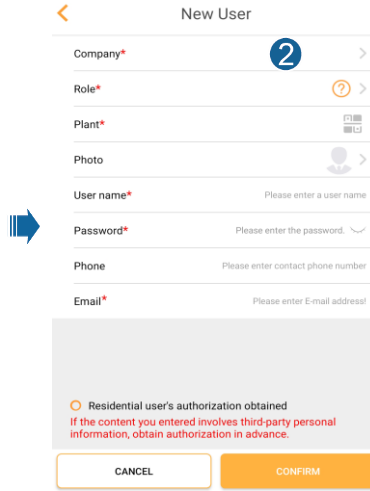 New User
Company*
2
Role*
?
Plant*
Photo
User name* Please enter a user name
Password* Please enter the password.
Phone Please enter contact phone number
Email* Please enter E-mail address!
Residential user's authorization obtained
If the content you entered involves third-party personal
information, obtain authorization in advance.
CANCEL CONFIRM